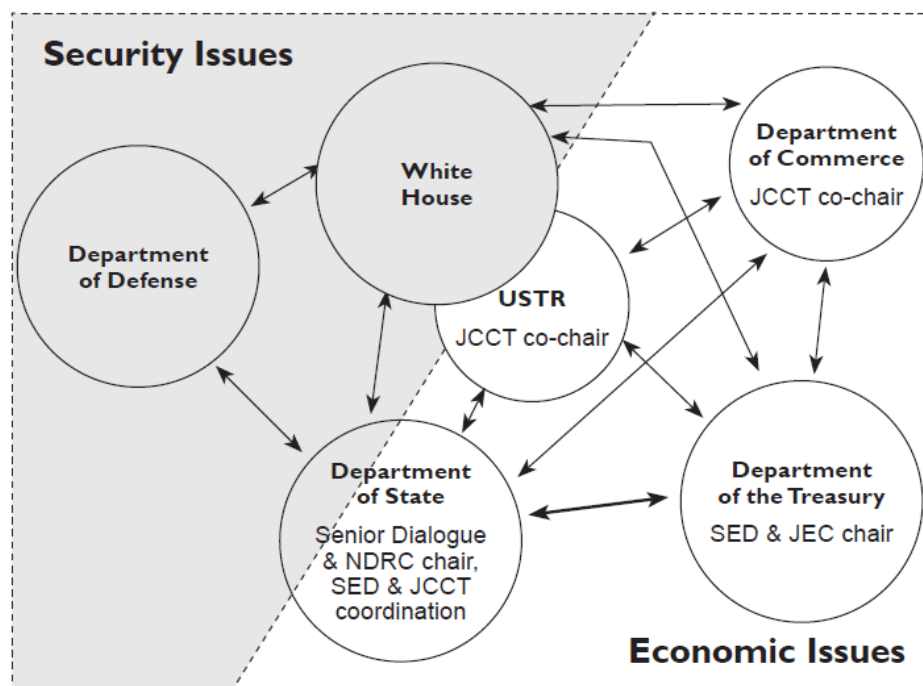 Security Issues
White
House
Department
of Commerce
JCCT co-chair
Department
of Defense
USTR
JCCT co-chair
Department
of State
Senior Dialogue
& NDRC chair,
SED & JCCT
coordination
Department
of the Treasury
SED & JEC chair
Economic Issues